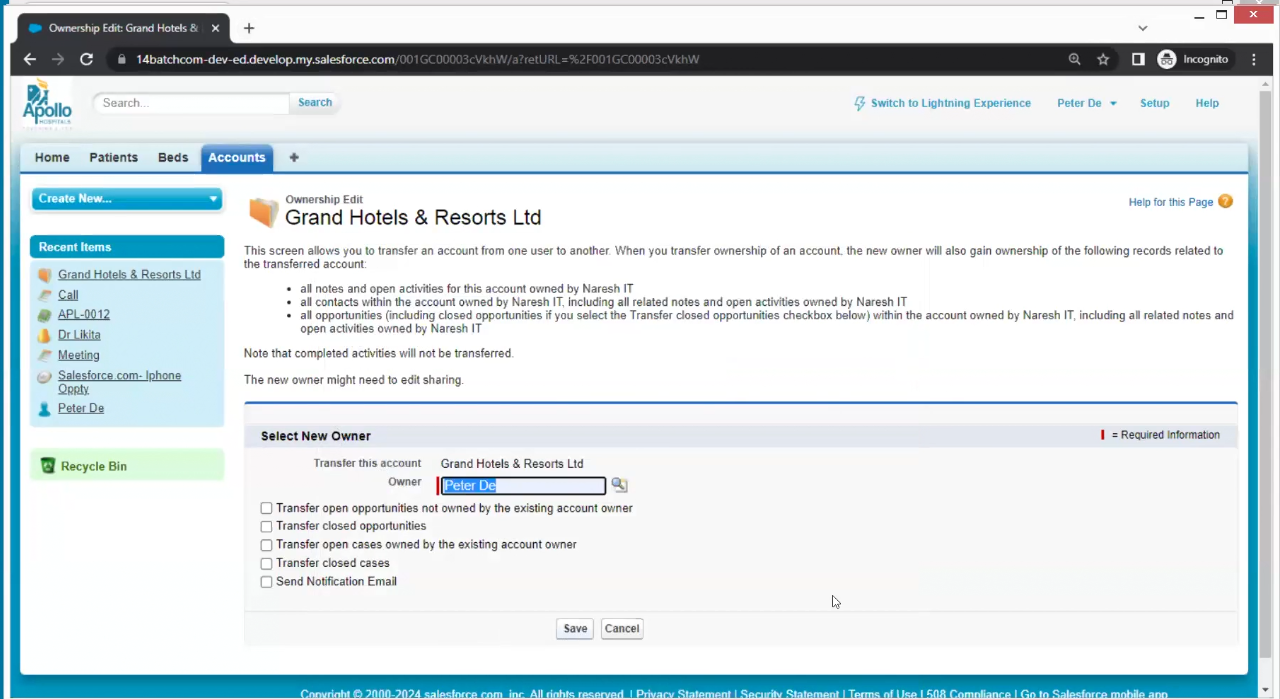 Ownership Edit: Grand Hotels &
14batchcom-dev-ed.develop.my.salesforce.com/001GC00003cVkhW/a?retURL=%2F001GC00003cVkhW
Incognito
Apollo
HOSPITALS
Search...
Search
Switch to Lightning Experience
Peter De
Setup
Help
Home
Patients
Beds
Accounts
Create New...
Recent Items
Grand Hotels & Resorts Ltd
Call
APL-0012
Dr Likita
Meeting
Salesforce.com- Iphone
Oppty
Peter De
Recycle Bin
Ownership Edit
Grand Hotels & Resorts Ltd
Help for this Page
This screen allows you to transfer an account from one user to another. When you transfer ownership of an account, the new owner will also gain ownership of the following records related to
the transferred account:
• all notes and open activities for this account owned by Naresh IT
• all contacts within the account owned by Naresh IT, including all related notes and open activities owned by Naresh IT
• all opportunities (including closed opportunities if you select the Transfer closed opportunities checkbox below) within the account owned by Naresh IT, including all related notes and
open activities owned by Naresh IT
Note that completed activities will not be transferred.
The new owner might need to edit sharing.
Select New Owner
= Required Information
Transfer this account Grand Hotels & Resorts Ltd
Owner Peter De
Transfer open opportunities not owned by the existing account owner
Transfer closed opportunities
Transfer open cases owned by the existing account owner
Transfer closed cases
Send Notification Email
Save
Cancel
Copyright © 2000-2024 salesforce.com, inc. All rights reserved. | Privacy Statement | Security Statement | Terms of Use | 508 Compliance | Go to Salesforce mobile app